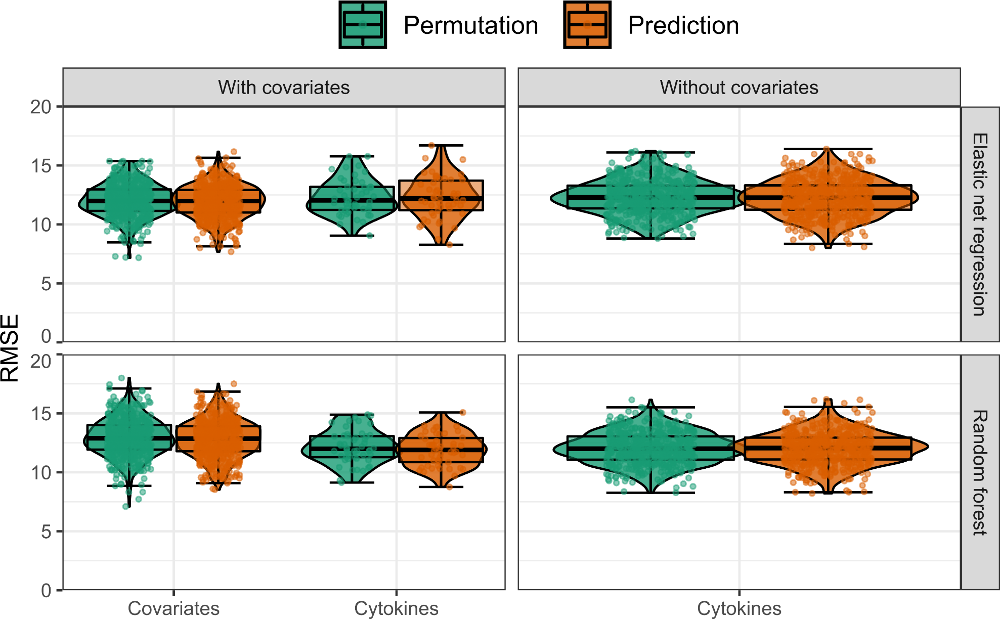 Permutation
Prediction
With covariates
Without covariates
20
15
10
5
0
Elastic net regression
RMSE
20
15
10
5
0
Random forest
Covariates
Cytokines
Cytokines